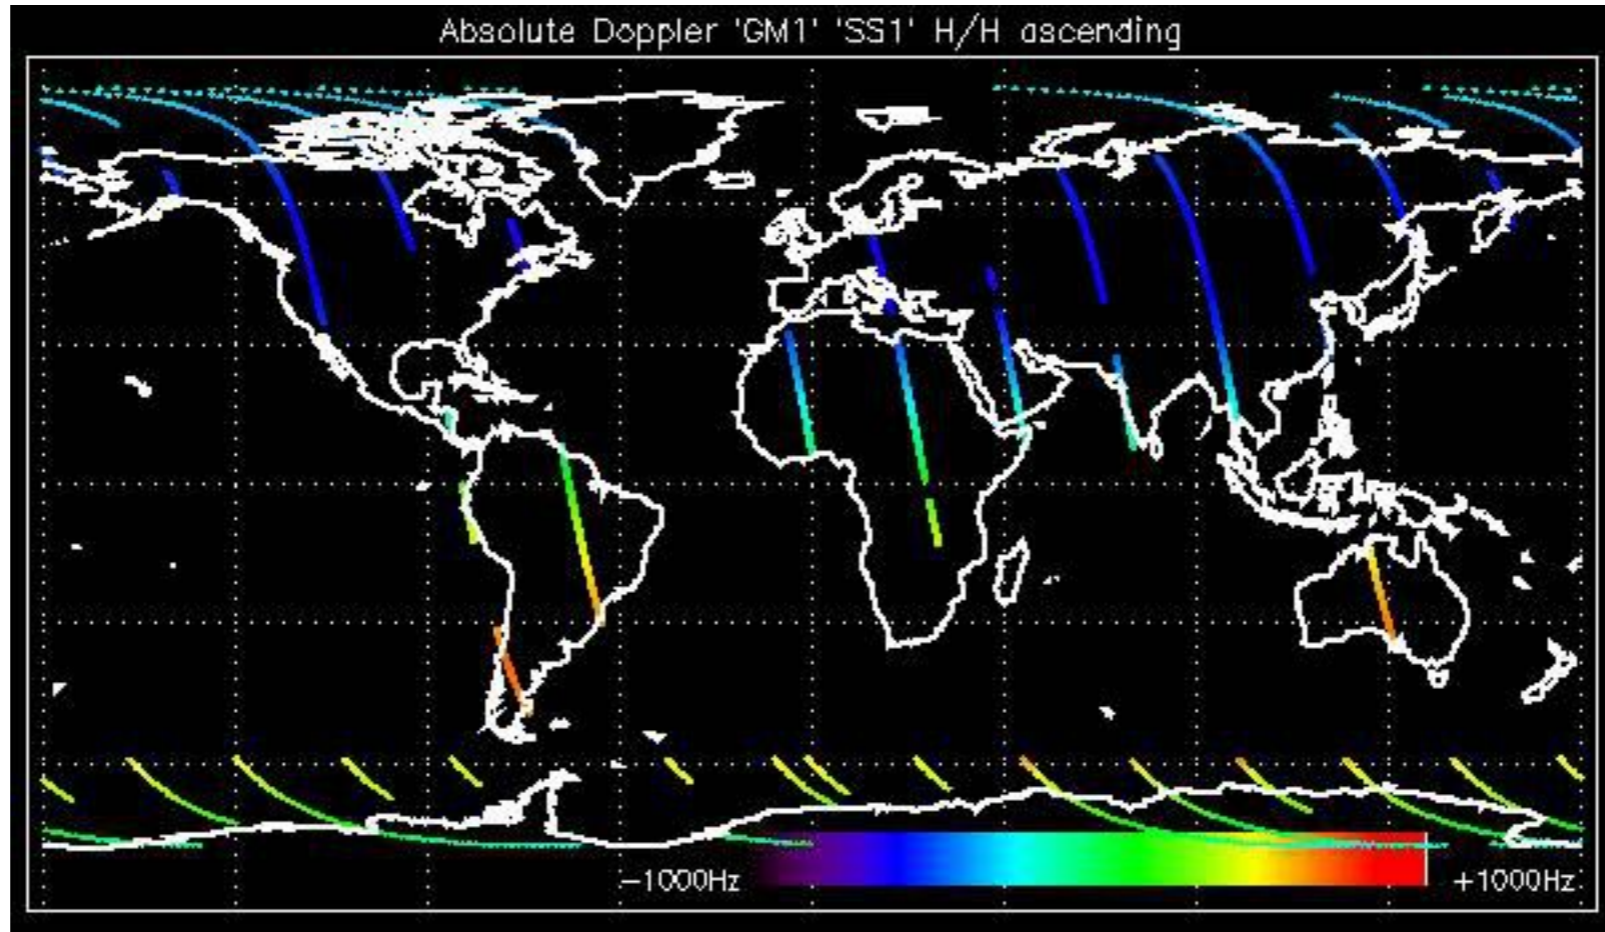 Absolute Doppler 'GM1' 'SS1' H/H ascending
−1000Hz
+1000Hz